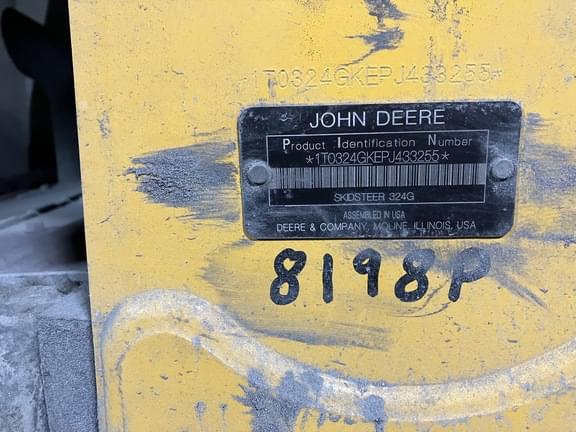 *1T0324GKEPJ433255*
JOHN DEERE
Product Identification Number
*1T0324GKEPJ433255*
SKIDSTEER 324G
ASSEMBLED IN USA
DEERE & COMPANY, MOLINE, ILLINOIS, USA
8198P